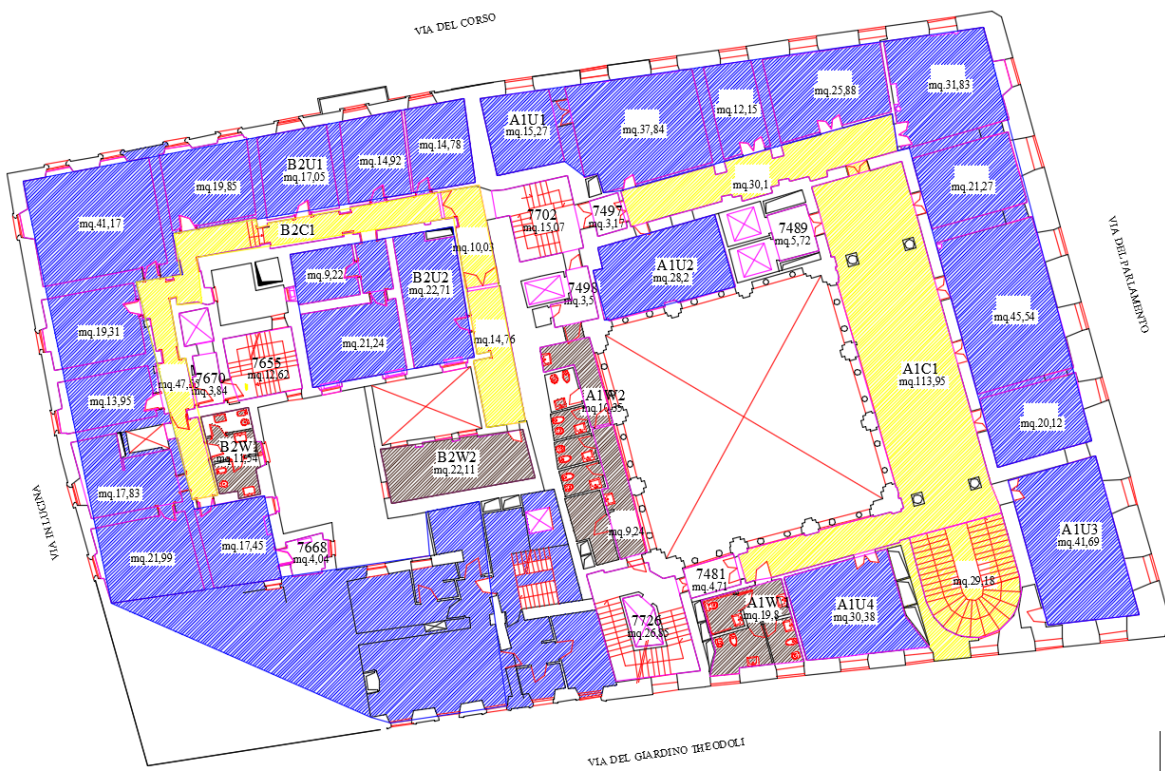 VIA DEL CORSO
mq.31,83
mq.25,88
mq.12,15
mq.37,84
A1U1
mq.15,27
mq.14,78
mq.14,92
B2U1
mq.17,05
mq.19,85
mq.41,17
mq.30,1
mq.21,27
7497
mq.3,17
7702
mq.15,07
7489
mq.5,72
B2C1
mq.10,03
A1U2
mq.28,2
VIA DEL PARLAMENTO
mq.9,22
B2U2
mq.22,71
7498
mq.3,5
mq.45,54
mq.19,31
mq.21,24
mq.14,76
7655
mq.12,62
A1C1
mq.113,95
7670
mq.3,84
mq.47,
mq.13,95
A1W2
mq.10,35
mq.20,12
B2W
mq.11,54
B2W2
mq.22,11
mq.17,83
VIA IN LUCINA
mq.9,24
A1U3
mq.41,69
mq.17,45
mq.21,99
7668
mq.4,04
7481
mq.4,71
mq.29,18
A1W1
mq.19,8
A1U4
mq.30,38
7726
mq.26,85
VIA DEL GIARDINO THEODOLI